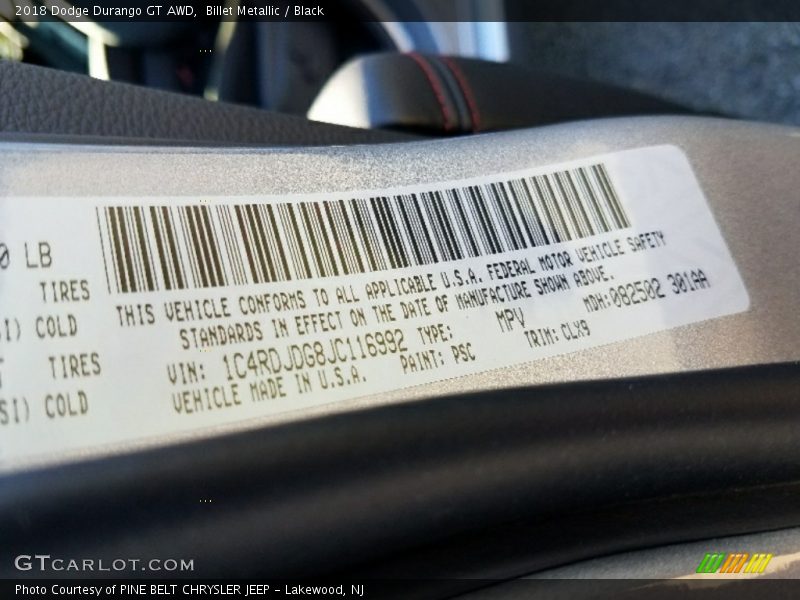 2018 Dodge Durango GT AWD, Billet Metallic / Black
0 LB
TIRES
SI) COLD
TIRES
SI) COLD
THIS VEHICLE CONFORMS TO ALL APPLICABLE U.S.A. FEDERAL MOTOR VEHICLE SAFETY
STANDARDS IN EFFECT ON THE DATE OF MANUFACTURE SHOWN ABOVE.
VIN: 1C4RDJDG8JC116992 TYPE: MPV MDH:082502 301AA
VEHICLE MADE IN U.S.A. PAINT: PSC TRIM: CLX9
GTCARLOT.COM
Photo Courtesy of PINE BELT CHRYSLER JEEP – Lakewood, NJ